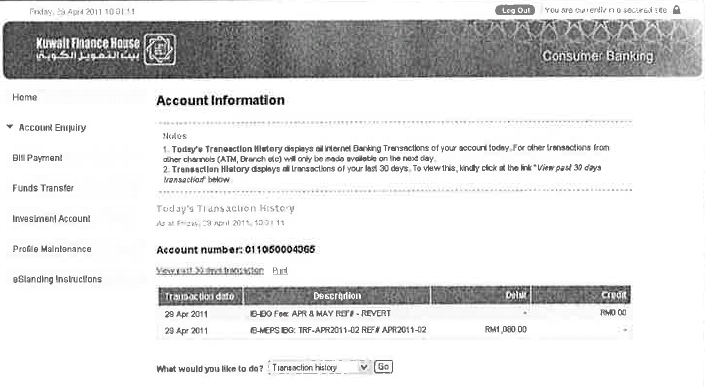 Friday, 29 April 2011 10:31:11
Log Out You are currently in a secured site
Kuwait Finance House
بيت التمويل الكويتي
Consumer Banking
Home
Account Enquiry
Bill Payment
Funds Transfer
Investment Account
Profile Maintenance
eStanding Instructions
Account Information
Notes
1. Today's Transaction History displays all Internet Banking Transactions of your account today. For other transactions from
other channels (ATM, Branch etc) will only be made available on the next day.
2. Transaction History displays all transactions of your last 30 days. To view this, kindly click at the link "View past 30 days
transaction" below.
Today's Transaction History
As at Friday, 29 April 2011, 10:31:11
Account number: 011050004365
View past 30 days transaction Print
Transaction date Description Debit Credit
29 Apr 2011 IB-IBG Fee: APR & MAY REF# - REVERT - RM0.00
29 Apr 2011 IB-MEPS IBG: TRF-APR2011-02 REF# APR2011-02 RM1,080.00 -
What would you like to do? Transaction history Go